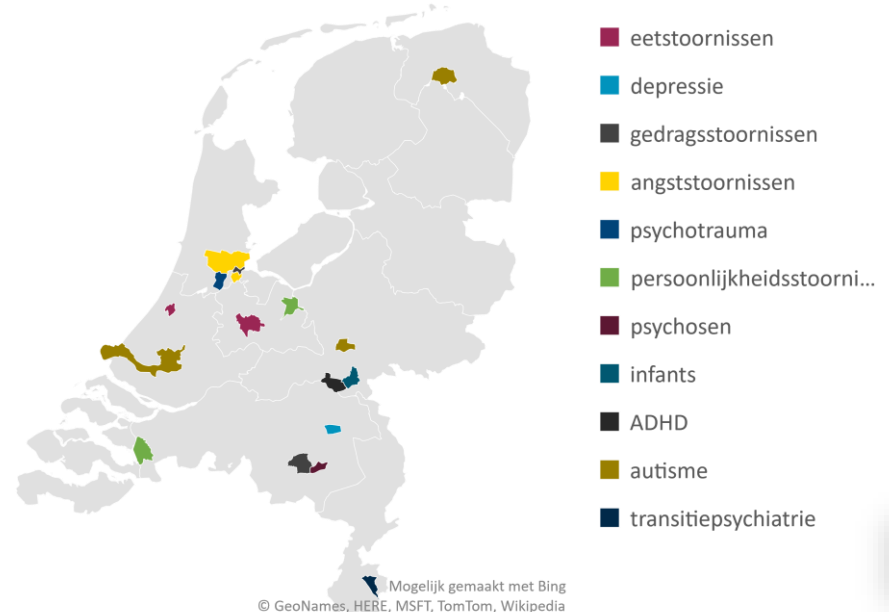 eetstoornissen
depressie
gedragsstoornissen
angststoornissen
psychotrauma
persoonlijkheidsstoorni...
psychosen
infants
ADHD
autisme
transitiepsychiatrie
Mogelijk gemaakt met Bing
© GeoNames, HERE, MSFT, TomTom, Wikipedia